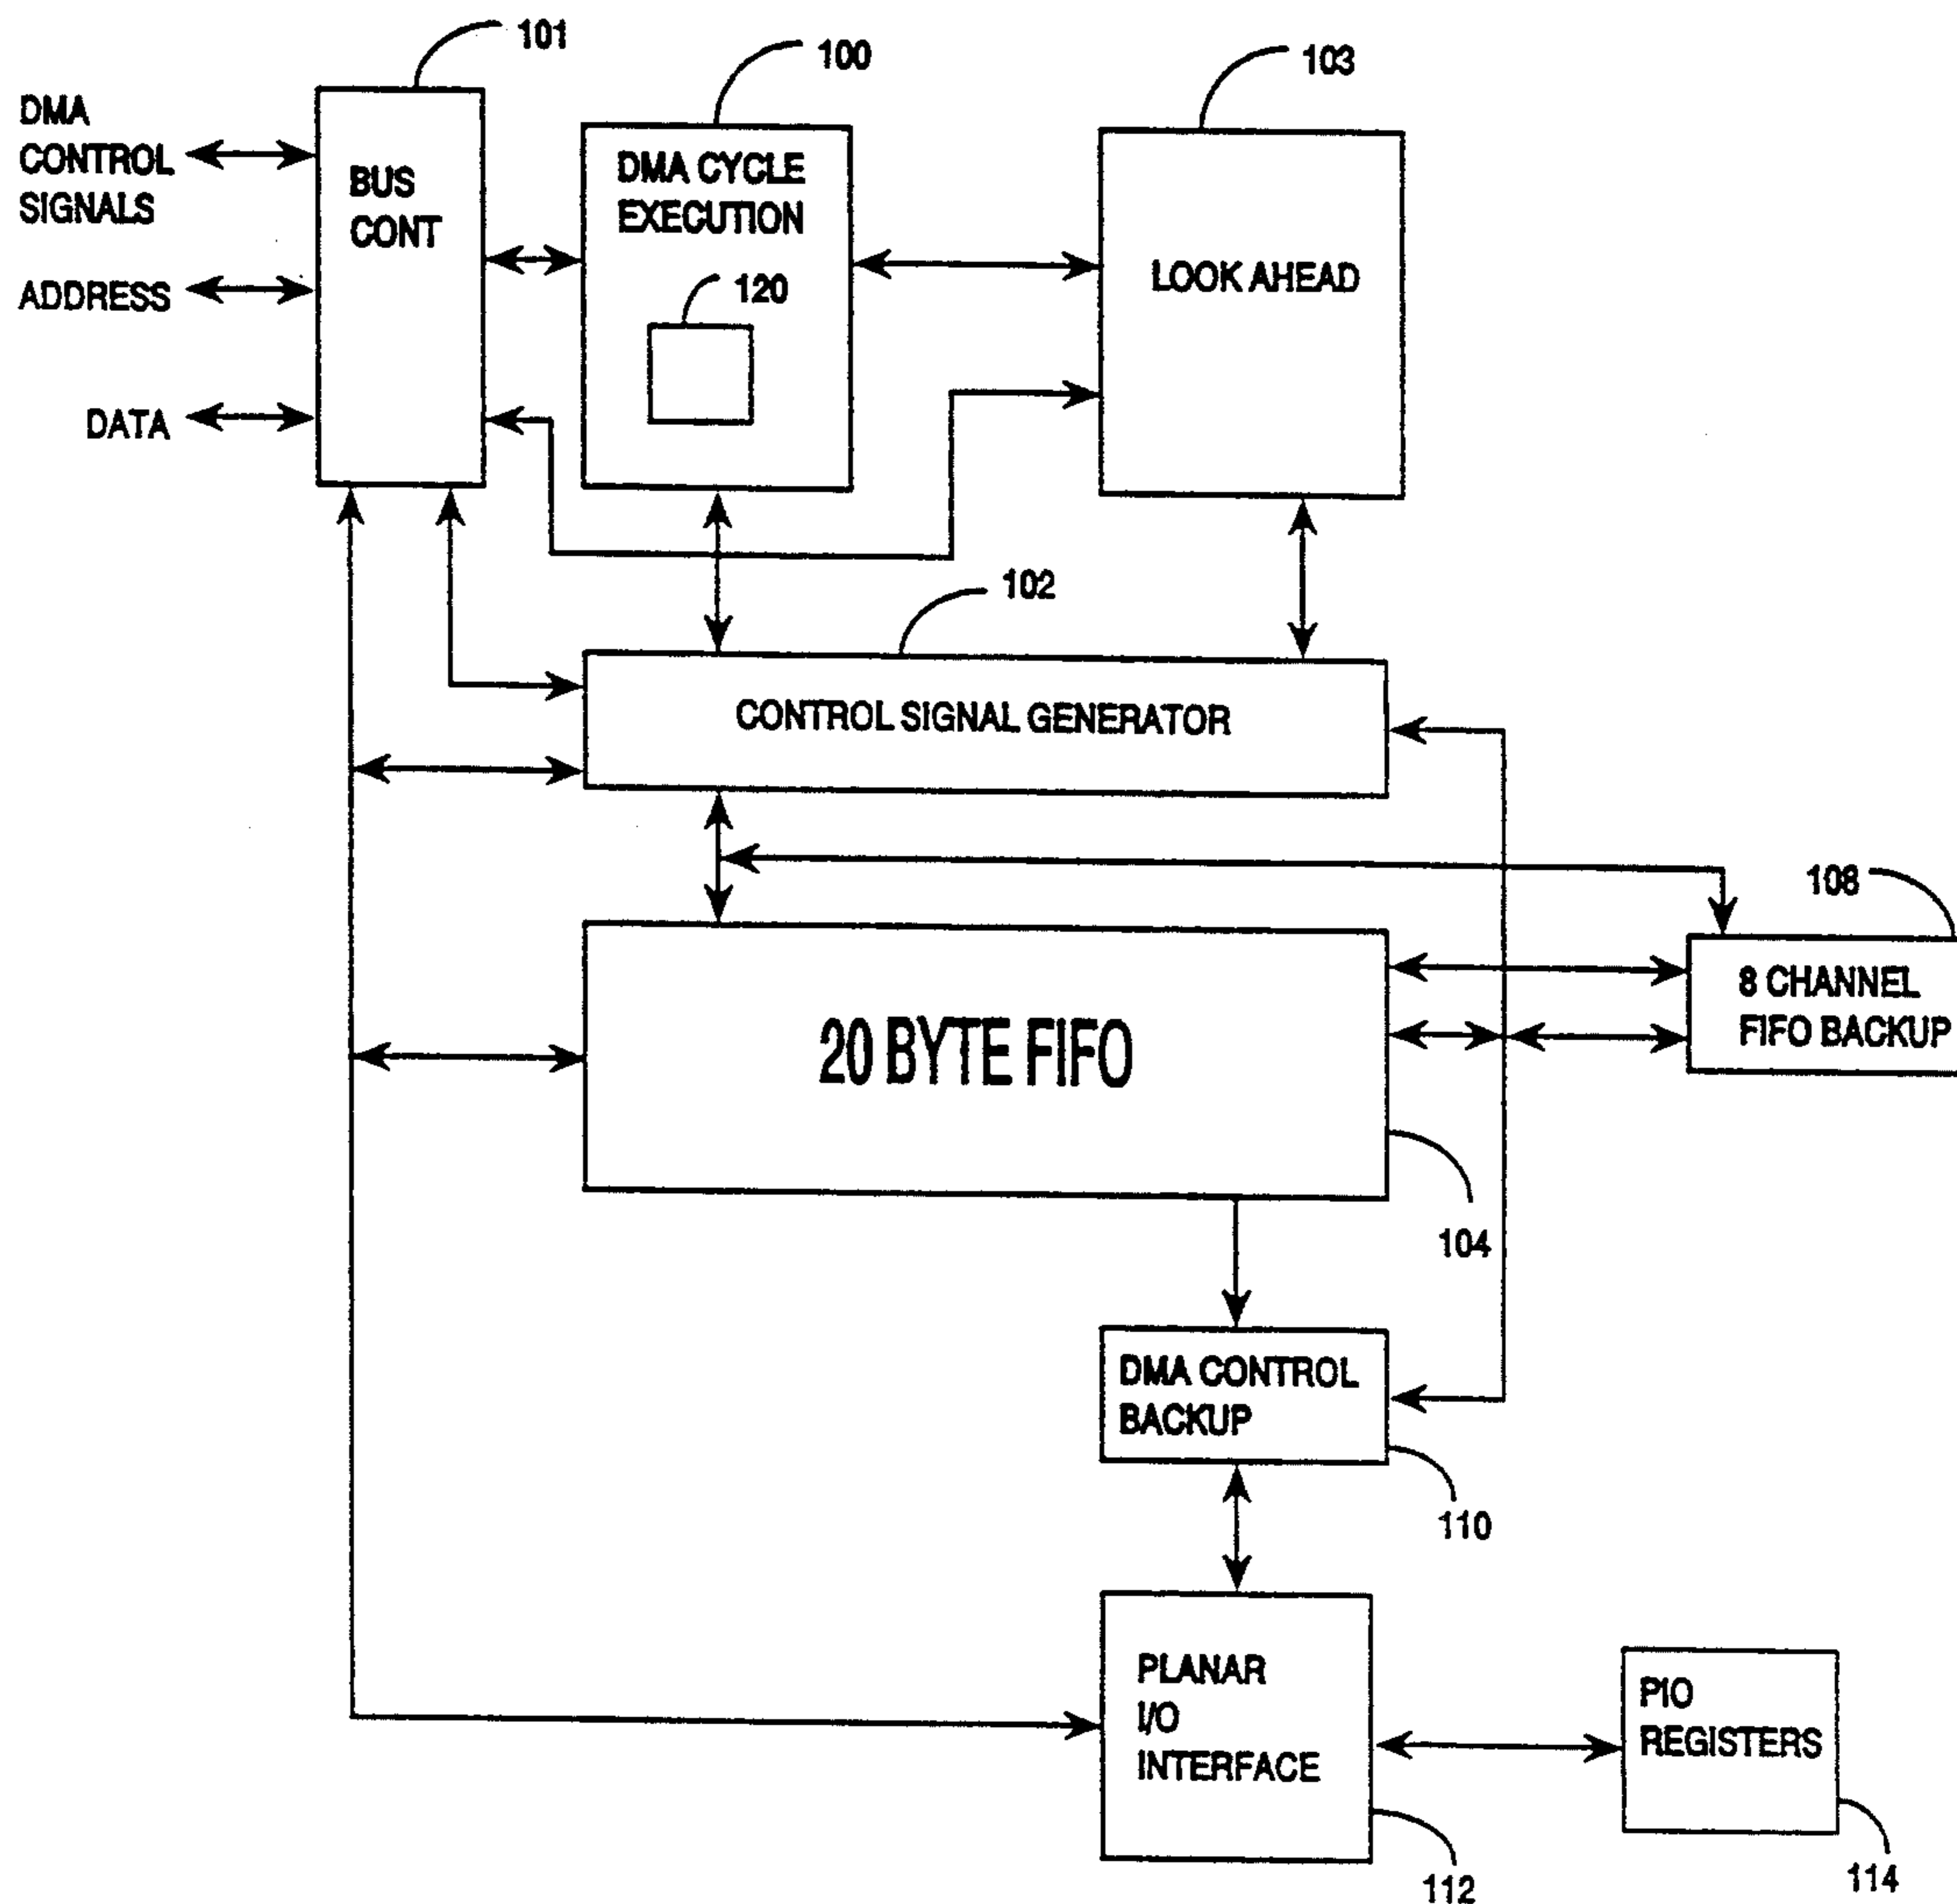 101
100
103
DMA
CONTROL
SIGNALS
ADDRESS
DATA
BUS
CONT
DMA CYCLE
EXECUTION
120
LOOK AHEAD
102
CONTROL SIGNAL GENERATOR
108
8 CHANNEL
FIFO BACKUP
20 BYTE FIFO
104
DMA CONTROL
BACKUP
110
PLANAR
I/O
INTERFACE
112
PIO
REGISTERS
114